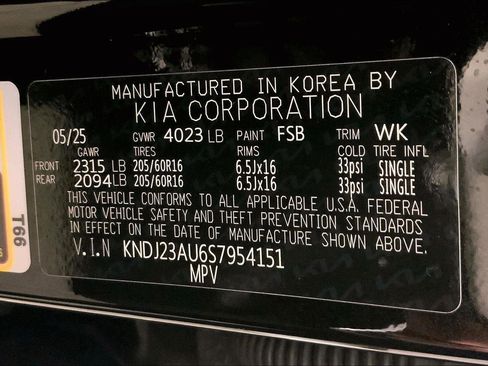 MANUFACTURED IN KOREA BY
KIA CORPORATION
05/25 GVWR 4023 LB PAINT FSB TRIM WK
GAWR TIRES RIMS COLD TIRE INFL
FRONT 2315 LB 205/60R16 6.5Jx16 33psi SINGLE
REAR 2094LB 205/60R16 6.5Jx16 33psi SINGLE
THIS VEHICLE CONFORMS TO ALL APPLICABLE U.S.A. FEDERAL
MOTOR VEHICLE SAFETY AND THEFT PREVENTION STANDARDS
IN EFFECT ON THE DATE OF MANUFACTURE SHOWN ABOVE.
V.I.N KNDJ23AU6S7954151
MPV
T66